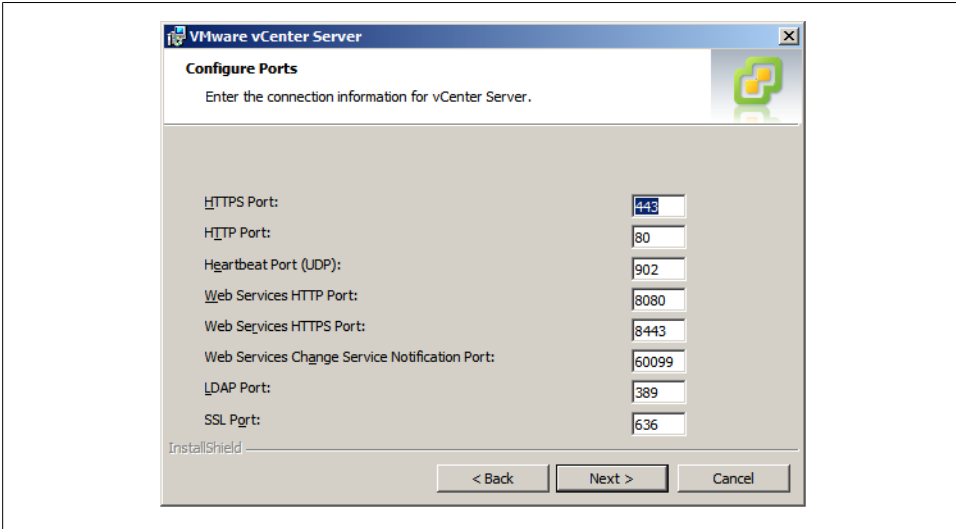 VMware vCenter Server
Configure Ports
Enter the connection information for vCenter Server.
HTTPS Port: 443
HTTP Port: 80
Heartbeat Port (UDP): 902
Web Services HTTP Port: 8080
Web Services HTTPS Port: 8443
Web Services Change Service Notification Port: 60099
LDAP Port: 389
SSL Port: 636
InstallShield
< Back Next > Cancel